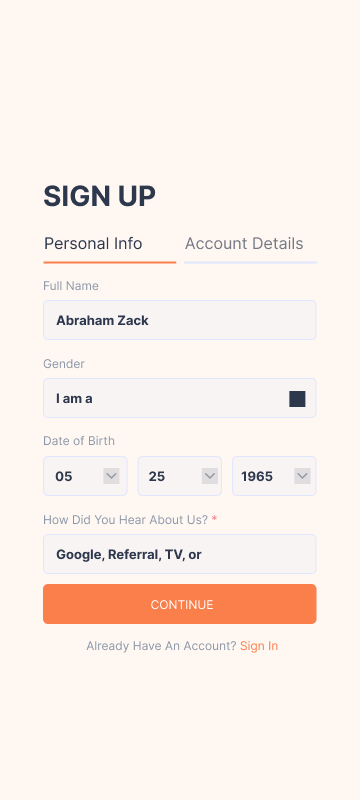 SIGN UP
Personal Info Account Details
Full Name
Abraham Zack
Gender
I am a
Date of Birth
05 25 1965
How Did You Hear About Us? *
Google, Referral, TV, or
CONTINUE
Already Have An Account? Sign In